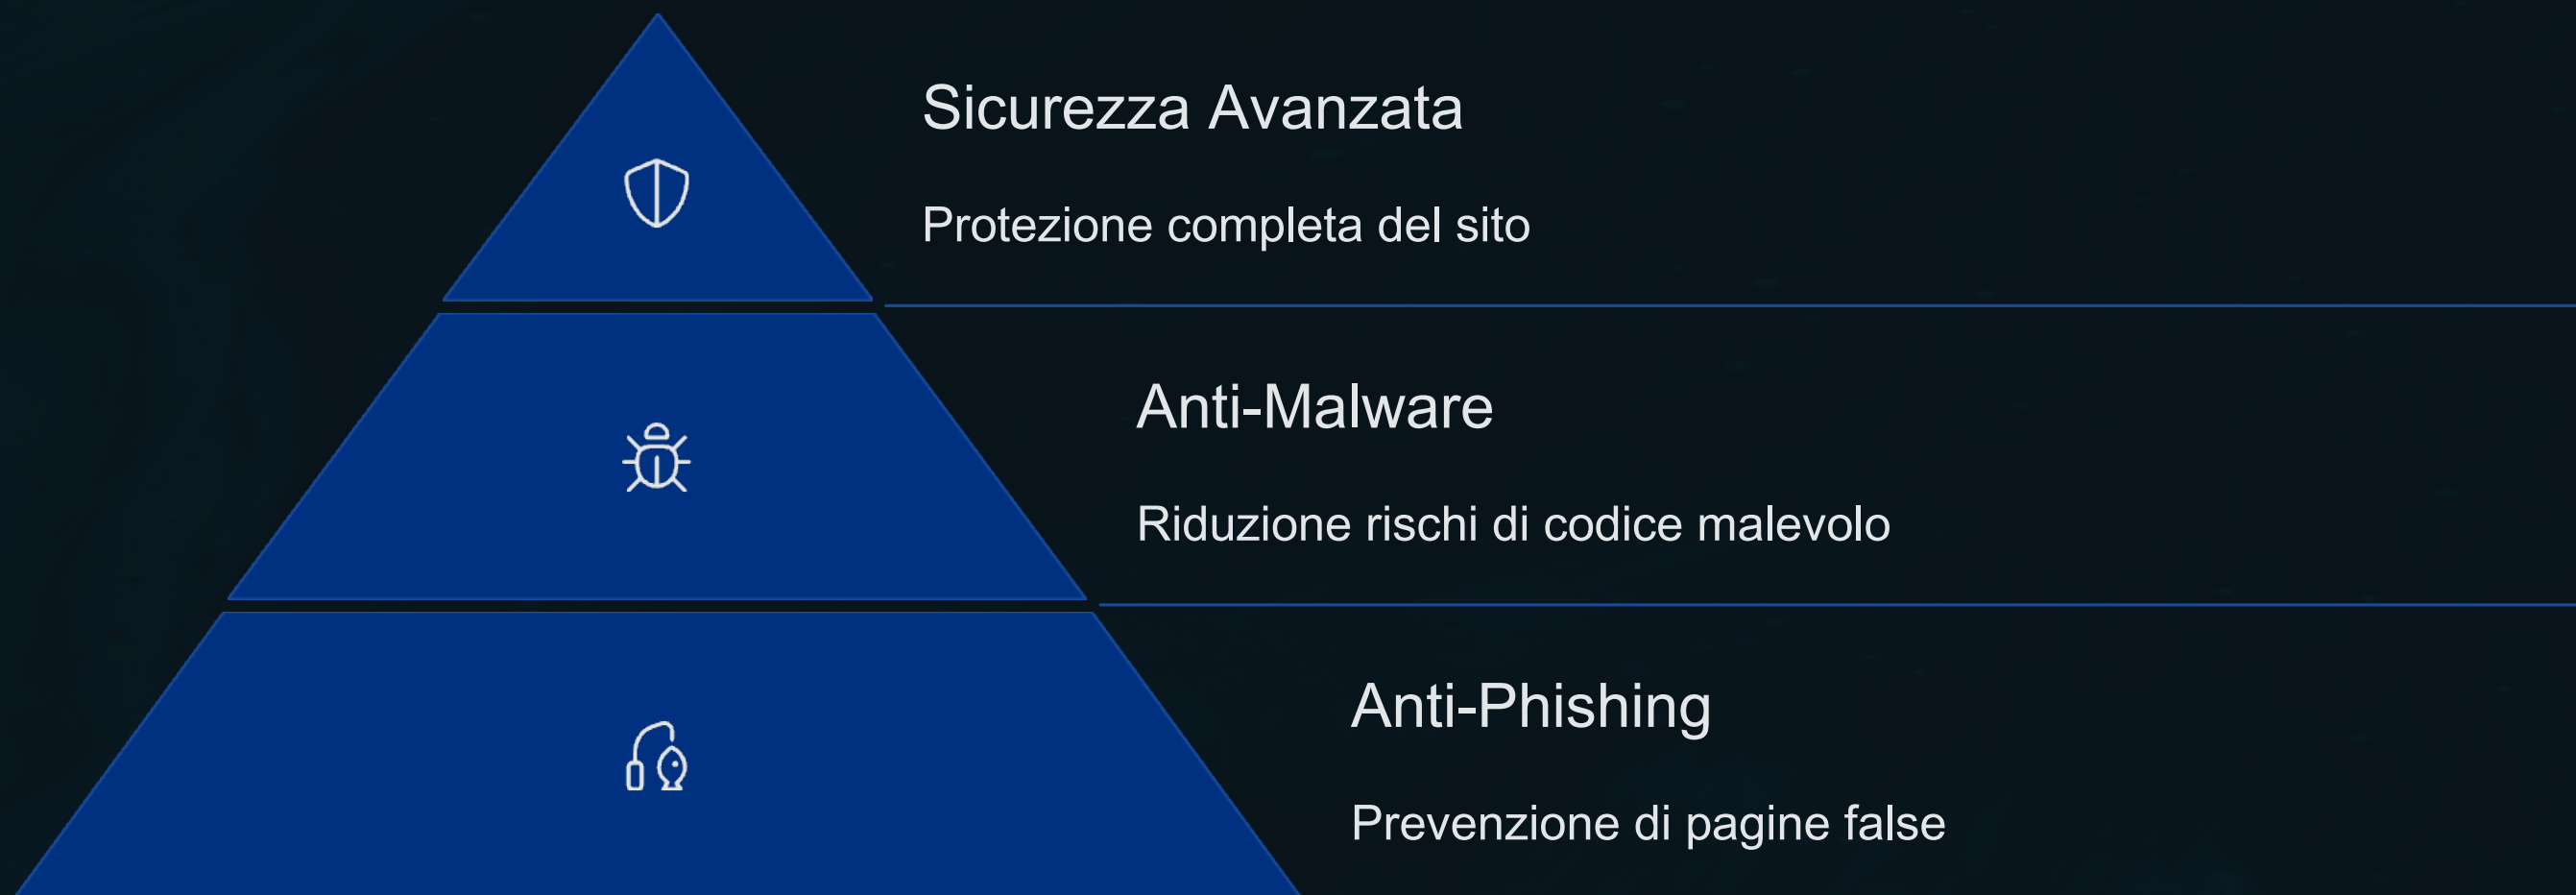 Sicurezza Avanzata
Protezione completa del sito
Anti-Malware
Riduzione rischi di codice malevolo
Anti-Phishing
Prevenzione di pagine false